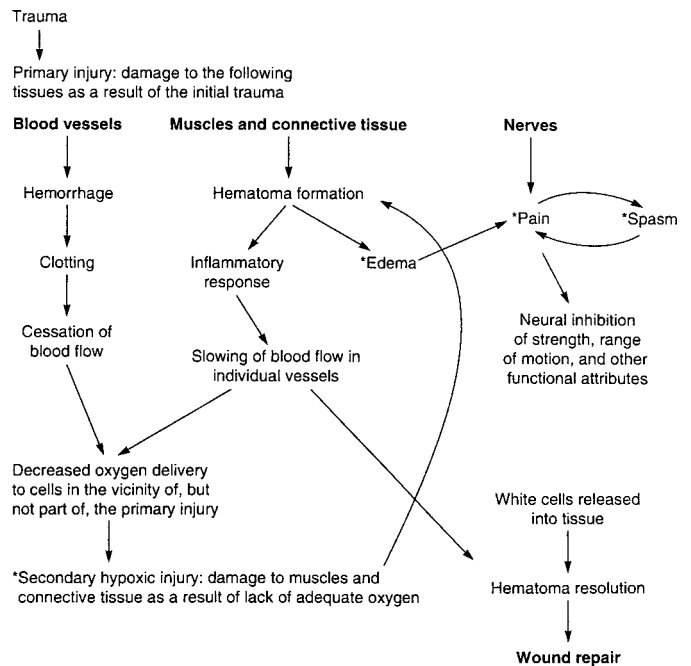 Trauma
Primary injury: damage to the following
tissues as a result of the initial trauma
Blood vessels
Muscles and connective tissue
Nerves
Hemorrhage
Hematoma formation
*Pain
*Spasm
Clotting
Inflammatory
response
*Edema
Cessation of
blood flow
Slowing of blood flow in
individual vessels
Neural inhibition
of strength, range
of motion, and other
functional attributes
Decreased oxygen delivery
to cells in the vicinity of, but
not part of, the primary injury
White cells released
into tissue
*Secondary hypoxic injury: damage to muscles and
connective tissue as a result of lack of adequate oxygen
Hematoma resolution
Wound repair